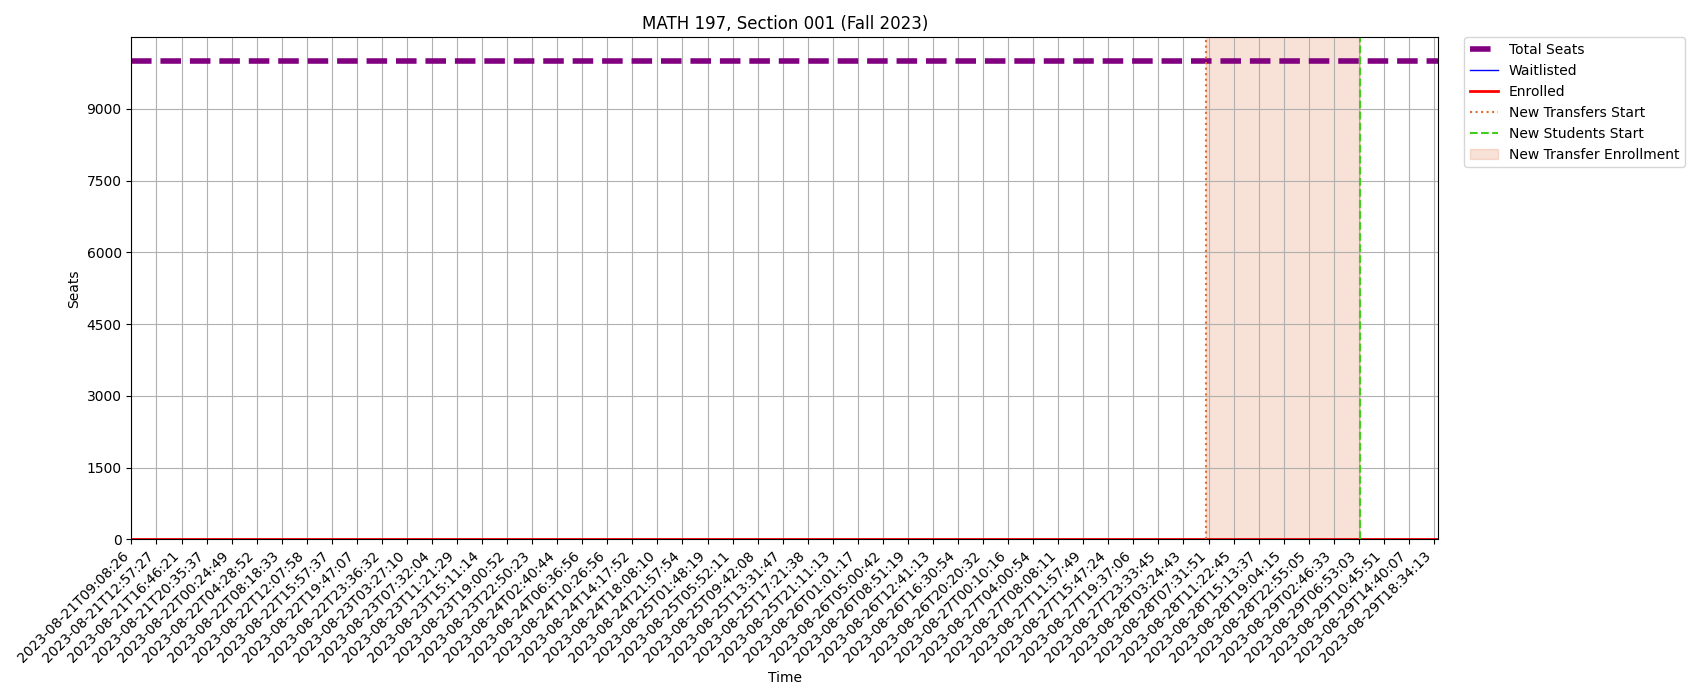 MATH 197, Section 001 (Fall 2023)
Total Seats
Waitlisted
Enrolled
New Transfers Start
New Students Start
New Transfer Enrollment
Seats
9000
7500
6000
4500
3000
1500
0
2023-08-21T09:08:26
2023-08-21T12:57:27
2023-08-21T16:46:21
2023-08-21T20:35:37
2023-08-22T00:24:49
2023-08-22T04:28:52
2023-08-22T08:18:33
2023-08-22T12:07:58
2023-08-22T15:57:37
2023-08-22T19:47:07
2023-08-22T23:36:32
2023-08-23T03:27:10
2023-08-23T07:32:04
2023-08-23T11:21:29
2023-08-23T15:11:14
2023-08-23T19:00:52
2023-08-23T22:50:23
2023-08-24T02:40:44
2023-08-24T06:36:56
2023-08-24T10:26:56
2023-08-24T14:17:52
2023-08-24T18:08:10
2023-08-24T21:57:54
2023-08-25T01:48:19
2023-08-25T05:52:11
2023-08-25T09:42:08
2023-08-25T13:31:47
2023-08-25T17:21:38
2023-08-25T21:11:13
2023-08-26T01:01:17
2023-08-26T05:00:42
2023-08-26T08:51:19
2023-08-26T12:41:13
2023-08-26T16:30:54
2023-08-26T20:20:32
2023-08-27T00:10:16
2023-08-27T04:00:54
2023-08-27T08:08:11
2023-08-27T11:57:49
2023-08-27T15:47:24
2023-08-27T19:37:06
2023-08-27T23:33:45
2023-08-28T03:24:43
2023-08-28T07:31:51
2023-08-28T11:22:45
2023-08-28T15:13:37
2023-08-28T19:04:15
2023-08-28T22:55:05
2023-08-29T02:46:33
2023-08-29T06:53:03
2023-08-29T10:45:51
2023-08-29T14:40:07
2023-08-29T18:34:13
Time